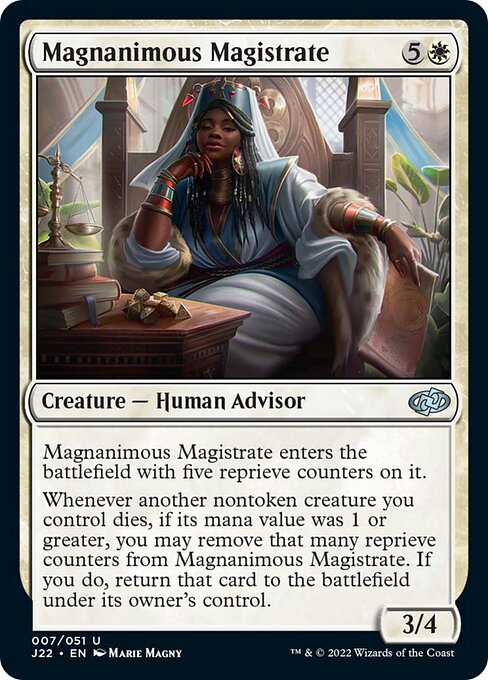 Magnanimous Magistrate 5
Creature — Human Advisor
Magnanimous Magistrate enters the
battlefield with five reprieve counters on it.
Whenever another nontoken creature you
control dies, if its mana value was 1 or
greater, you may remove that many reprieve
counters from Magnanimous Magistrate. If
you do, return that card to the battlefield
under its owner's control.
3/4
007/051 U
J22 • EN Marie Magny
™ & © 2022 Wizards of the Coast